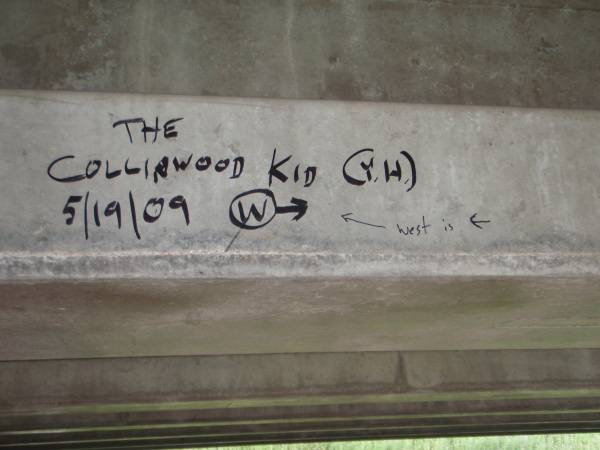 THE
COLLINWOOD KID (Y.H.)
5/19/09 W →
← west is ←